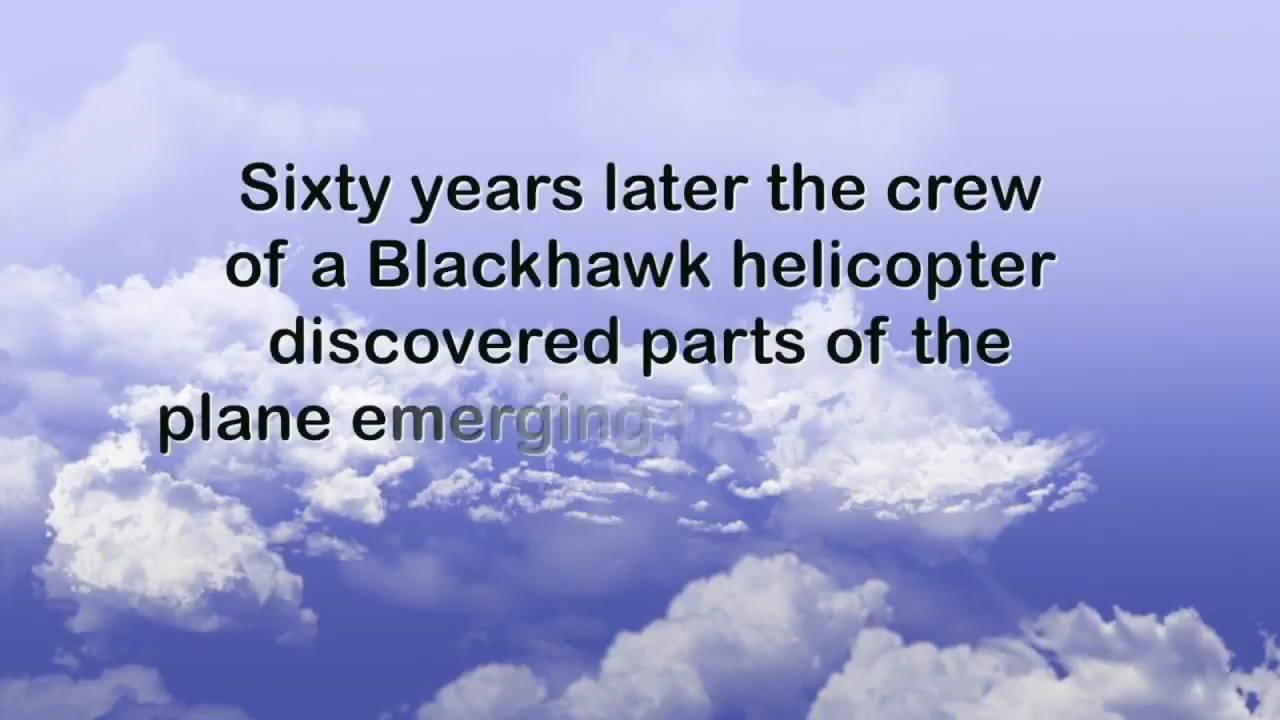 Sixty years later the crew
of a Blackhawk helicopter
discovered parts of the
plane emerging